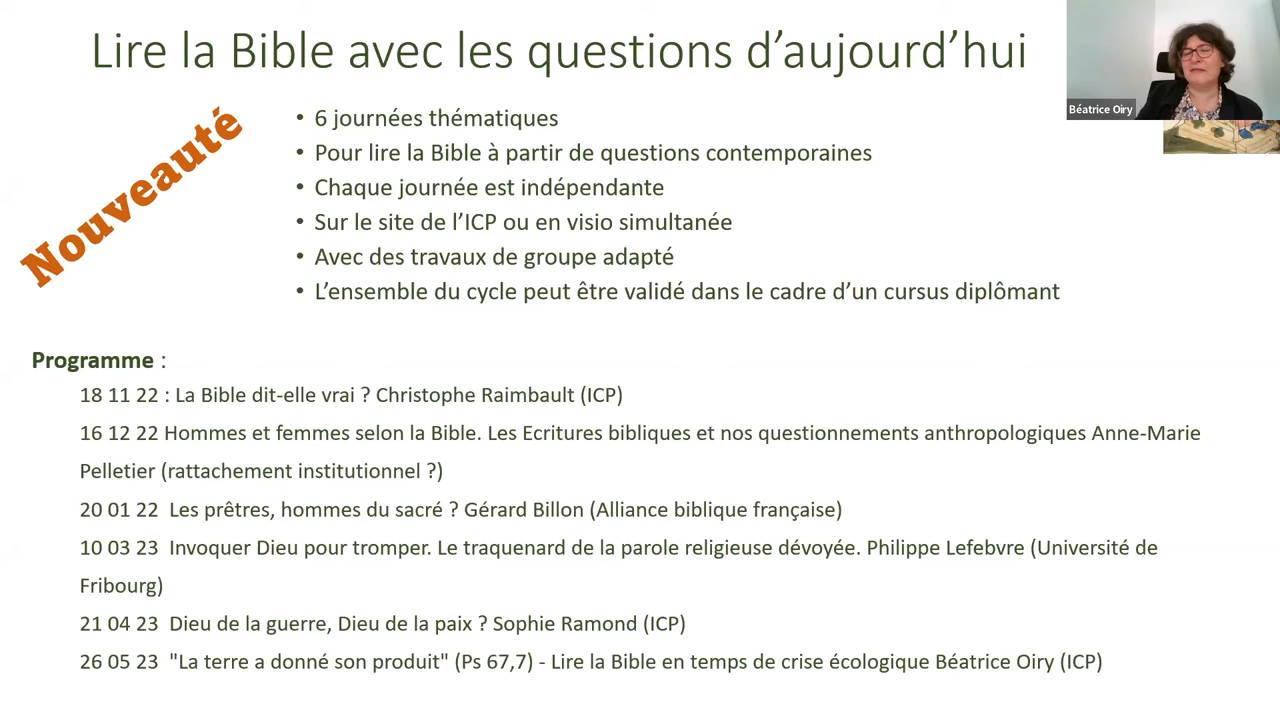 Lire la Bible avec les questions d’aujourd’hui
Béatrice Oiry
Nouveauté
• 6 journées thématiques
• Pour lire la Bible à partir de questions contemporaines
• Chaque journée est indépendante
• Sur le site de l’ICP ou en visio simultanée
• Avec des travaux de groupe adapté
• L’ensemble du cycle peut être validé dans le cadre d’un cursus diplômant
Programme :
18 11 22 : La Bible dit-elle vrai ? Christophe Raimbault (ICP)
16 12 22 Hommes et femmes selon la Bible. Les Ecritures bibliques et nos questionnements anthropologiques Anne-Marie
Pelletier (rattachement institutionnel ?)
20 01 22 Les prêtres, hommes du sacré ? Gérard Billon (Alliance biblique française)
10 03 23 Invoquer Dieu pour tromper. Le traquenard de la parole religieuse dévoyée. Philippe Lefebvre (Université de
Fribourg)
21 04 23 Dieu de la guerre, Dieu de la paix ? Sophie Ramond (ICP)
26 05 23 "La terre a donné son produit" (Ps 67,7) - Lire la Bible en temps de crise écologique Béatrice Oiry (ICP)